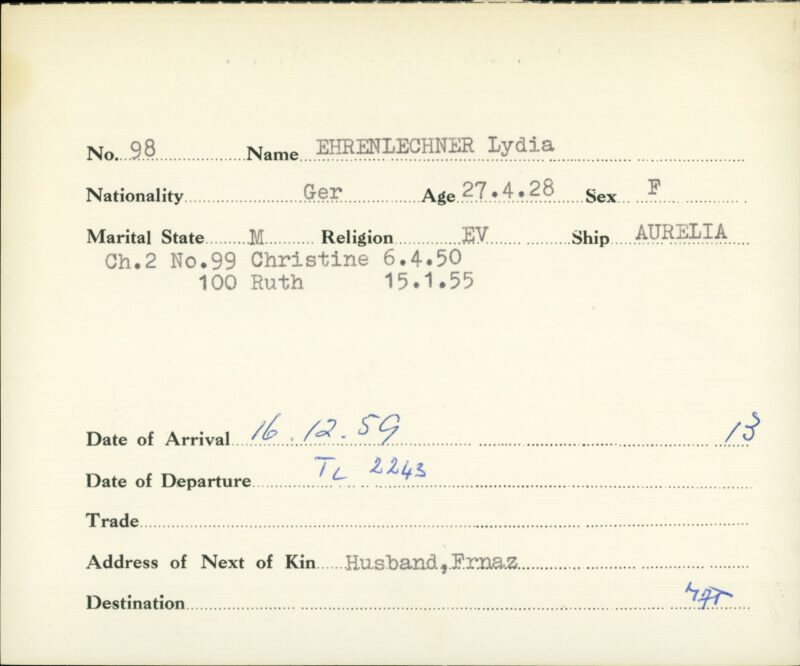 No. 98 Name EHRENLECHNER Lydia
Nationality Ger Age 27.4.28 Sex F
Marital State M Religion EV Ship AURELIA
Ch.2 No.99 Christine 6.4.50
100 Ruth 15.1.55
Date of Arrival 16.12.59 13
Date of Departure TL 2243
Trade
Address of Next of Kin Husband,Frnaz
Destination